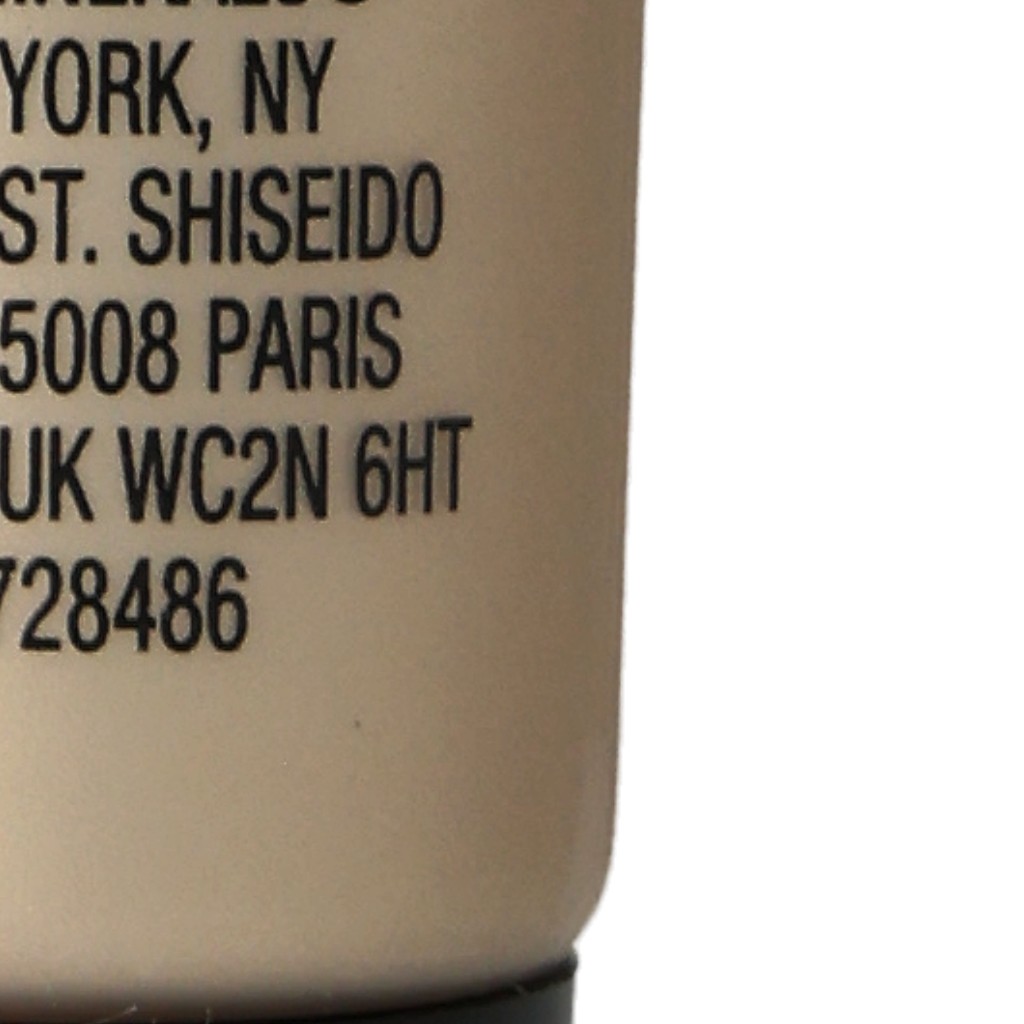 YORK, NY
ST. SHISEIDO
5008 PARIS
UK WC2N 6HT
728486